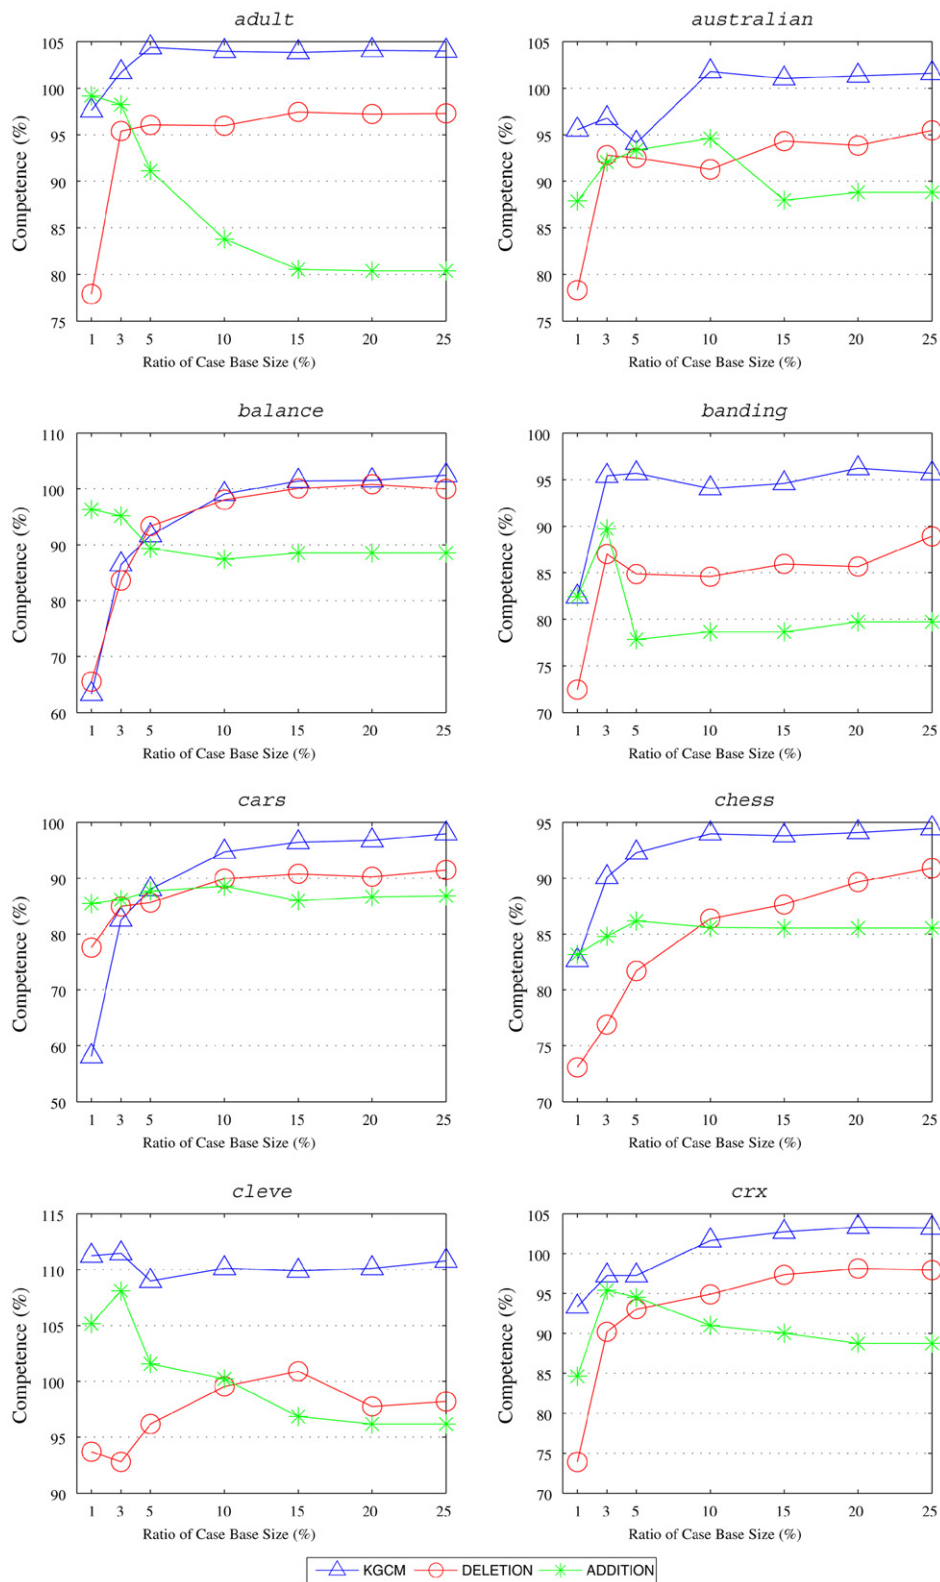 adult
105
100
95
90
85
80
75
Competence (%)
1 3 5 10 15 20 25
Ratio of Case Base Size (%)
australian
105
100
95
90
85
80
75
Competence (%)
1 3 5 10 15 20 25
Ratio of Case Base Size (%)
balance
110
100
90
80
70
60
Competence (%)
1 3 5 10 15 20 25
Ratio of Case Base Size (%)
banding
100
95
90
85
80
75
70
Competence (%)
1 3 5 10 15 20 25
Ratio of Case Base Size (%)
cars
100
90
80
70
60
50
Competence (%)
1 3 5 10 15 20 25
Ratio of Case Base Size (%)
chess
95
90
85
80
75
70
Competence (%)
1 3 5 10 15 20 25
Ratio of Case Base Size (%)
cleve
115
110
105
100
95
90
Competence (%)
1 3 5 10 15 20 25
Ratio of Case Base Size (%)
crx
105
100
95
90
85
80
75
70
Competence (%)
1 3 5 10 15 20 25
Ratio of Case Base Size (%)
KGCM DELETION ADDITION